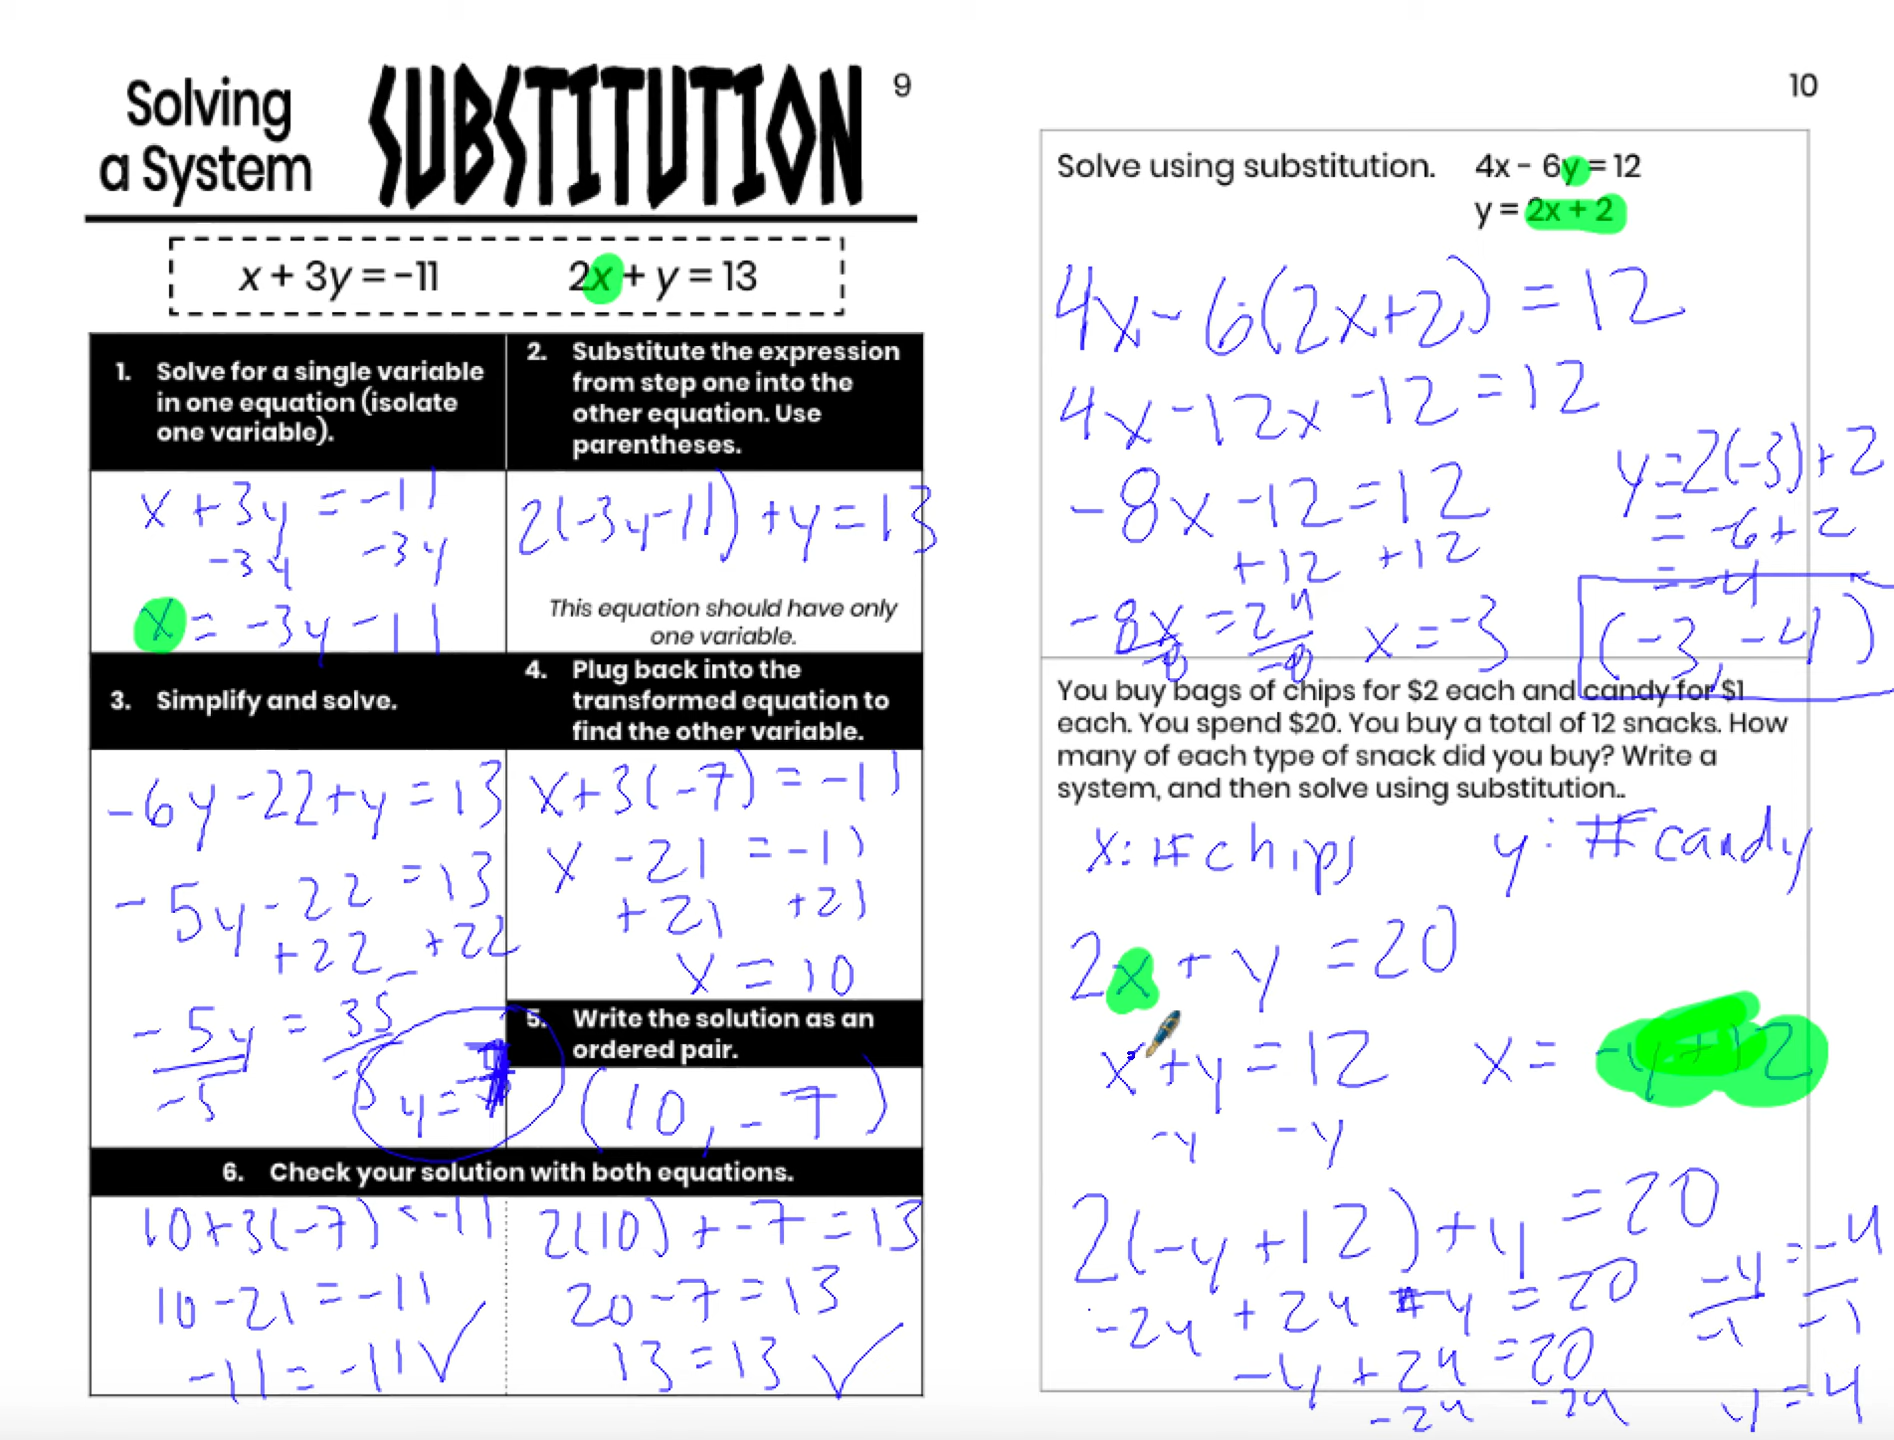 Solving
a System
SUBSTITUTION
9
x + 3y = -11
2x + y = 13
1. Solve for a single variable
in one equation (isolate
one variable).
2. Substitute the expression
from step one into the
other equation. Use
parentheses.
x + 3y = -11
-3y -3y
x = -3y - 11
2(-3y-11) + y = 13
This equation should have only
one variable.
3. Simplify and solve.
4. Plug back into the
transformed equation to
find the other variable.
-6y - 22 + y = 13
-5y - 22 = 13
+22 +22
-5y = 35
-5 -5
y = -7
x + 3(-7) = -11
x - 21 = -11
+21 +21
x = 10
5. Write the solution as an
ordered pair.
(10, -7)
6. Check your solution with both equations.
10 + 3(-7) = -11
10 - 21 = -11
-11 = -11 ✓
2(10) + -7 = 13
20 - 7 = 13
13 = 13 ✓
10
Solve using substitution.
4x - 6y = 12
y = 2x + 2
4x - 6(2x+2) = 12
4x - 12x - 12 = 12
-8x - 12 = 12
+12 +12
-8x = 24
-8 -8
x = -3
y = 2(-3) + 2
= -6 + 2
= -4
(-3, -4)
You buy bags of chips for $2 each and candy for $1
each. You spend $20. You buy a total of 12 snacks. How
many of each type of snack did you buy? Write a
system, and then solve using substitution..
x: # chips
y: # candy
2x + y = 20
x + y = 12
-y -y
x = -y + 12
2(-y + 12) + y = 20
-2y + 24 + y = 20
-y + 24 = 20
-24 -24
-y = -4
-1 -1
y = 4